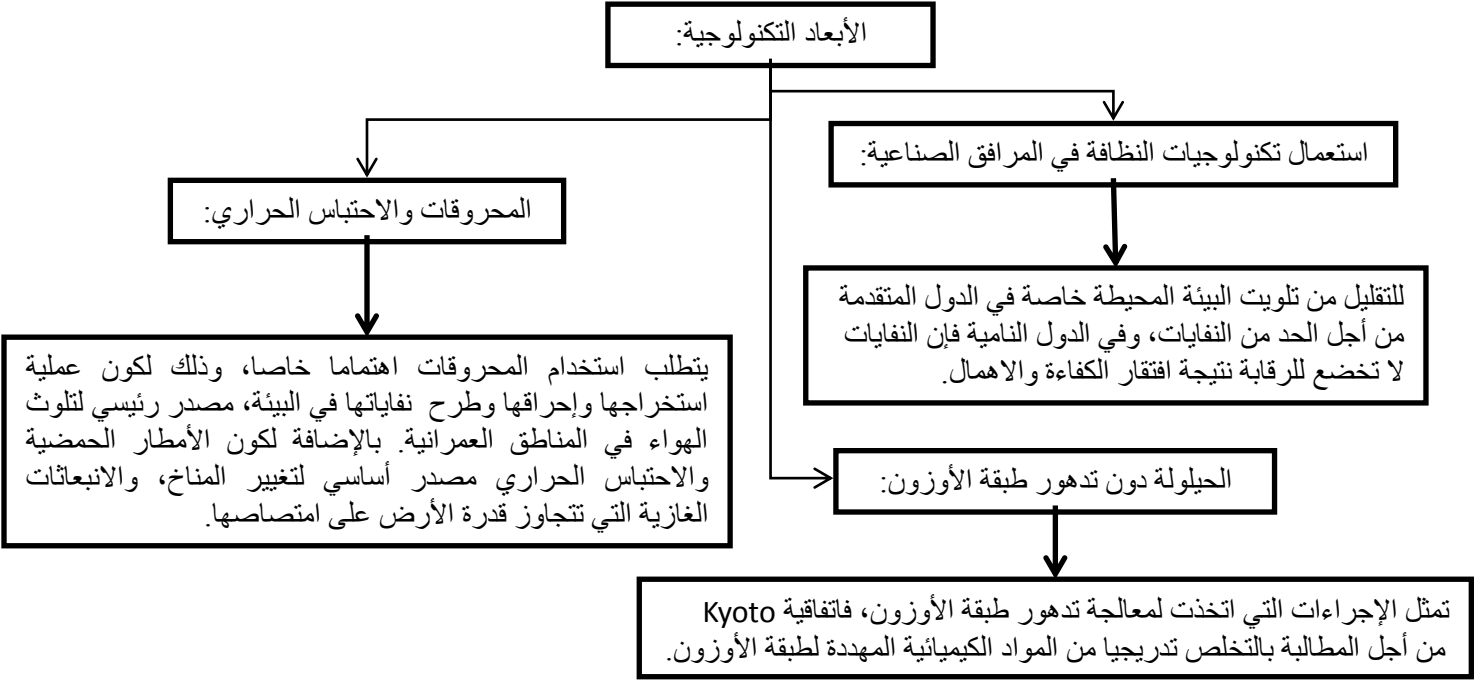 الأبعاد التكنولوجية:
استعمال تكنولوجيات النظافة في المرافق الصناعية:
المحروقات والاحتباس الحراري:
للتقليل من تلويت البيئة المحيطة خاصة في الدول المتقدمة
من أجل الحد من النفايات، وفي الدول النامية فإن النفايات
لا تخضع للرقابة نتيجة افتقار الكفاءة والاهمال.
يتطلب استخدام المحروقات اهتماما خاصا، وذلك لكون عملية
استخراجها وإحراقها وطرح نفاياتها في البيئة، مصدر رئيسي لتلوث
الهواء في المناطق العمرانية. بالإضافة لكون الأمطار الحمضية
والاحتباس الحراري مصدر أساسي لتغيير المناخ، والانبعاثات
الغازية التي تتجاوز قدرة الأرض على امتصاصها.
الحيلولة دون تدهور طبقة الأوزون:
تمثل الإجراءات التي اتخذت لمعالجة تدهور طبقة الأوزون، فاتفاقية Kyoto
من أجل المطالبة بالتخلص تدريجيا من المواد الكيميائية المهددة لطبقة الأوزون.